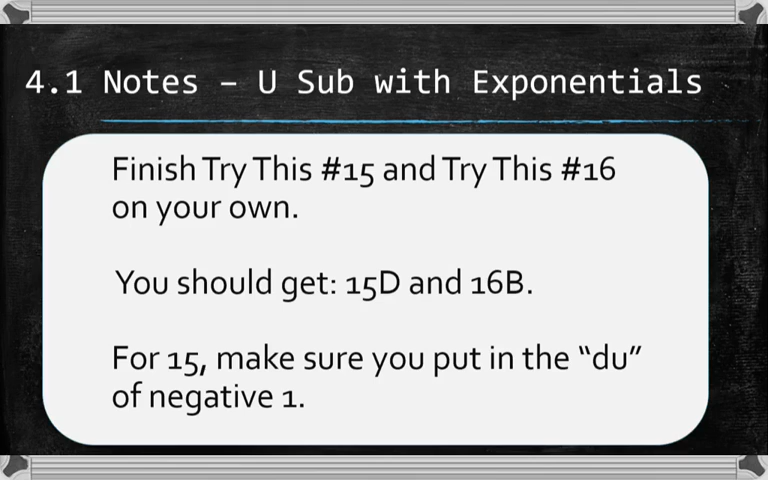 4.1 Notes – U Sub with Exponentials
Finish Try This #15 and Try This #16
on your own.
You should get: 15D and 16B.
For 15, make sure you put in the “du”
of negative 1.